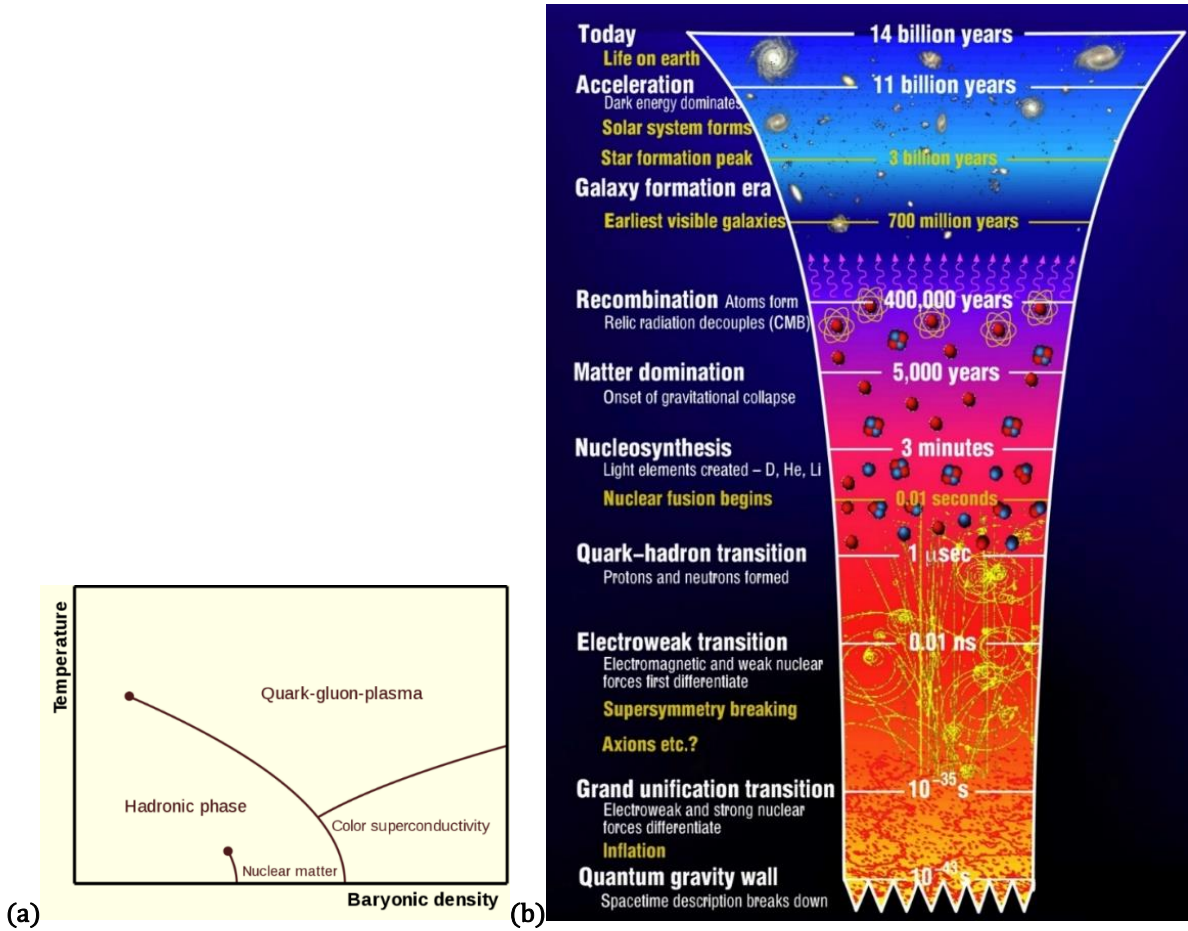 Temperature
Quark-gluon-plasma
Hadronic phase
Color superconductivity
Nuclear matter
Baryonic density
(a)
Today
14 billion years
Life on earth
Acceleration
11 billion years
Dark energy dominates
Solar system forms
Star formation peak
3 billion years
Galaxy formation era
Earliest visible galaxies
700 million years
Recombination Atoms form
400,000 years
Relic radiation decouples (CMB)
Matter domination
5,000 years
Onset of gravitational collapse
Nucleosynthesis
3 minutes
Light elements created – D, He, Li
Nuclear fusion begins
0.01 seconds
Quark–hadron transition
1 μsec
Protons and neutrons formed
Electroweak transition
0.01 ns
Electromagnetic and weak nuclear
forces first differentiate
Supersymmetry breaking
Axions etc.?
Grand unification transition
10⁻³⁵s
Electroweak and strong nuclear
forces differentiate
Inflation
Quantum gravity wall
10⁻⁴³s
Spacetime description breaks down
(b)